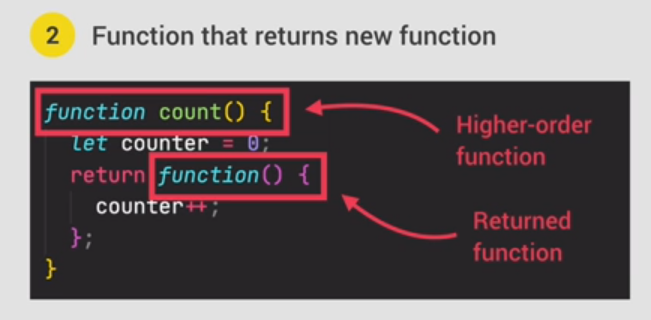 2 Function that returns new function
function count() {
let counter = 0;
return function() {
counter++;
};
}
Higher-order
function
Returned
function